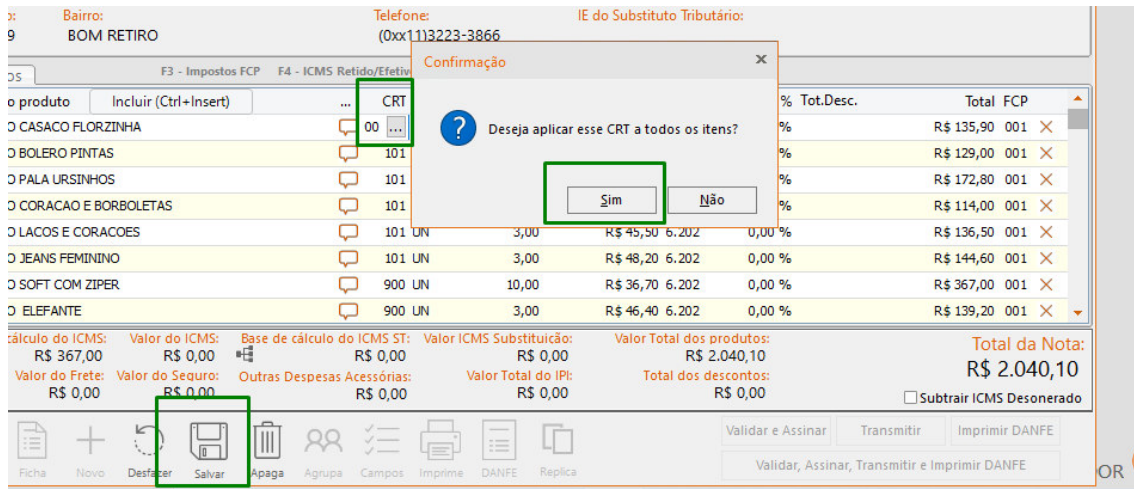 o: Bairro: Telefone: IE do Substituto Tributário:
9 BOM RETIRO (0xx11)3223-3866
Confirmação
os F3 - Impostos FCP F4 - ICMS Retido/Efetiv
o produto Incluir (Ctrl+Insert) ... CRT % Tot.Desc. Total FCP
O CASACO FLORZINHA 00 ... Deseja aplicar esse CRT a todos os itens? % R$ 135,90 001
O BOLERO PINTAS 101 % R$ 129,00 001
O PALA URSINHOS 101 % R$ 172,80 001
O CORACAO E BORBOLETAS 101 Sim Não % R$ 114,00 001
O LACOS E CORACOES 101 UN 3,00 R$ 45,50 6.202 0,00 % R$ 136,50 001
O JEANS FEMININO 101 UN 3,00 R$ 48,20 6.202 0,00 % R$ 144,60 001
O SOFT COM ZIPER 900 UN 10,00 R$ 36,70 6.202 0,00 % R$ 367,00 001
O ELEFANTE 900 UN 3,00 R$ 46,40 6.202 0,00 % R$ 139,20 001
cálculo do ICMS: Valor do ICMS: Base de cálculo do ICMS ST: Valor ICMS Substituicão: Valor Total dos produtos: Total da Nota:
R$ 367,00 R$ 0,00 R$ 0,00 R$ 0,00 R$ 2.040,10 R$ 2.040,10
Valor do Frete: Valor do Seguro: Outras Despesas Acessórias: Valor Total do IPI: Total dos descontos:
R$ 0,00 R$ 0,00 R$ 0,00 R$ 0,00 R$ 0,00 Subtrair ICMS Desonerado
Validar e Assinar Transmitir Imprimir DANFE
Ficha Novo Desfazer Salvar Apaga Agrupa Campos Imprime DANFE Replica Validar, Assinar, Transmitir e Imprimir DANFE
OR